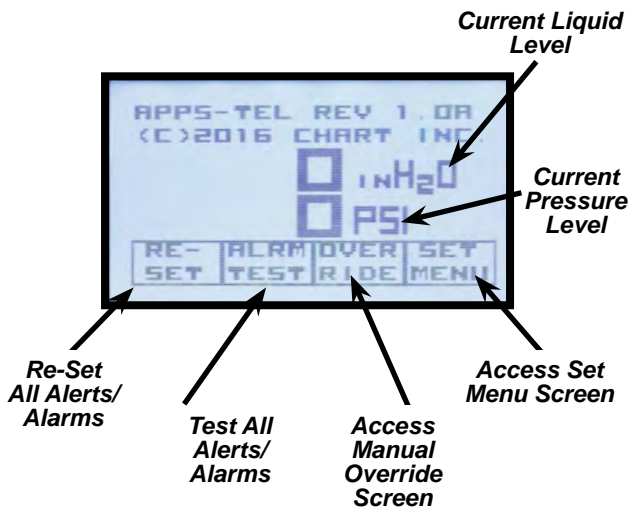 Current Liquid
Level
APPS-TEL REV 1.0A
(C)2016 CHART INC.
0 INH2O
0 PSI
Current
Pressure
Level
RE-
SET
ALRM
TEST
OVER
RIDE
SET
MENU
Re-Set
All Alerts/
Alarms
Test All
Alerts/
Alarms
Access
Manual
Override
Screen
Access Set
Menu Screen